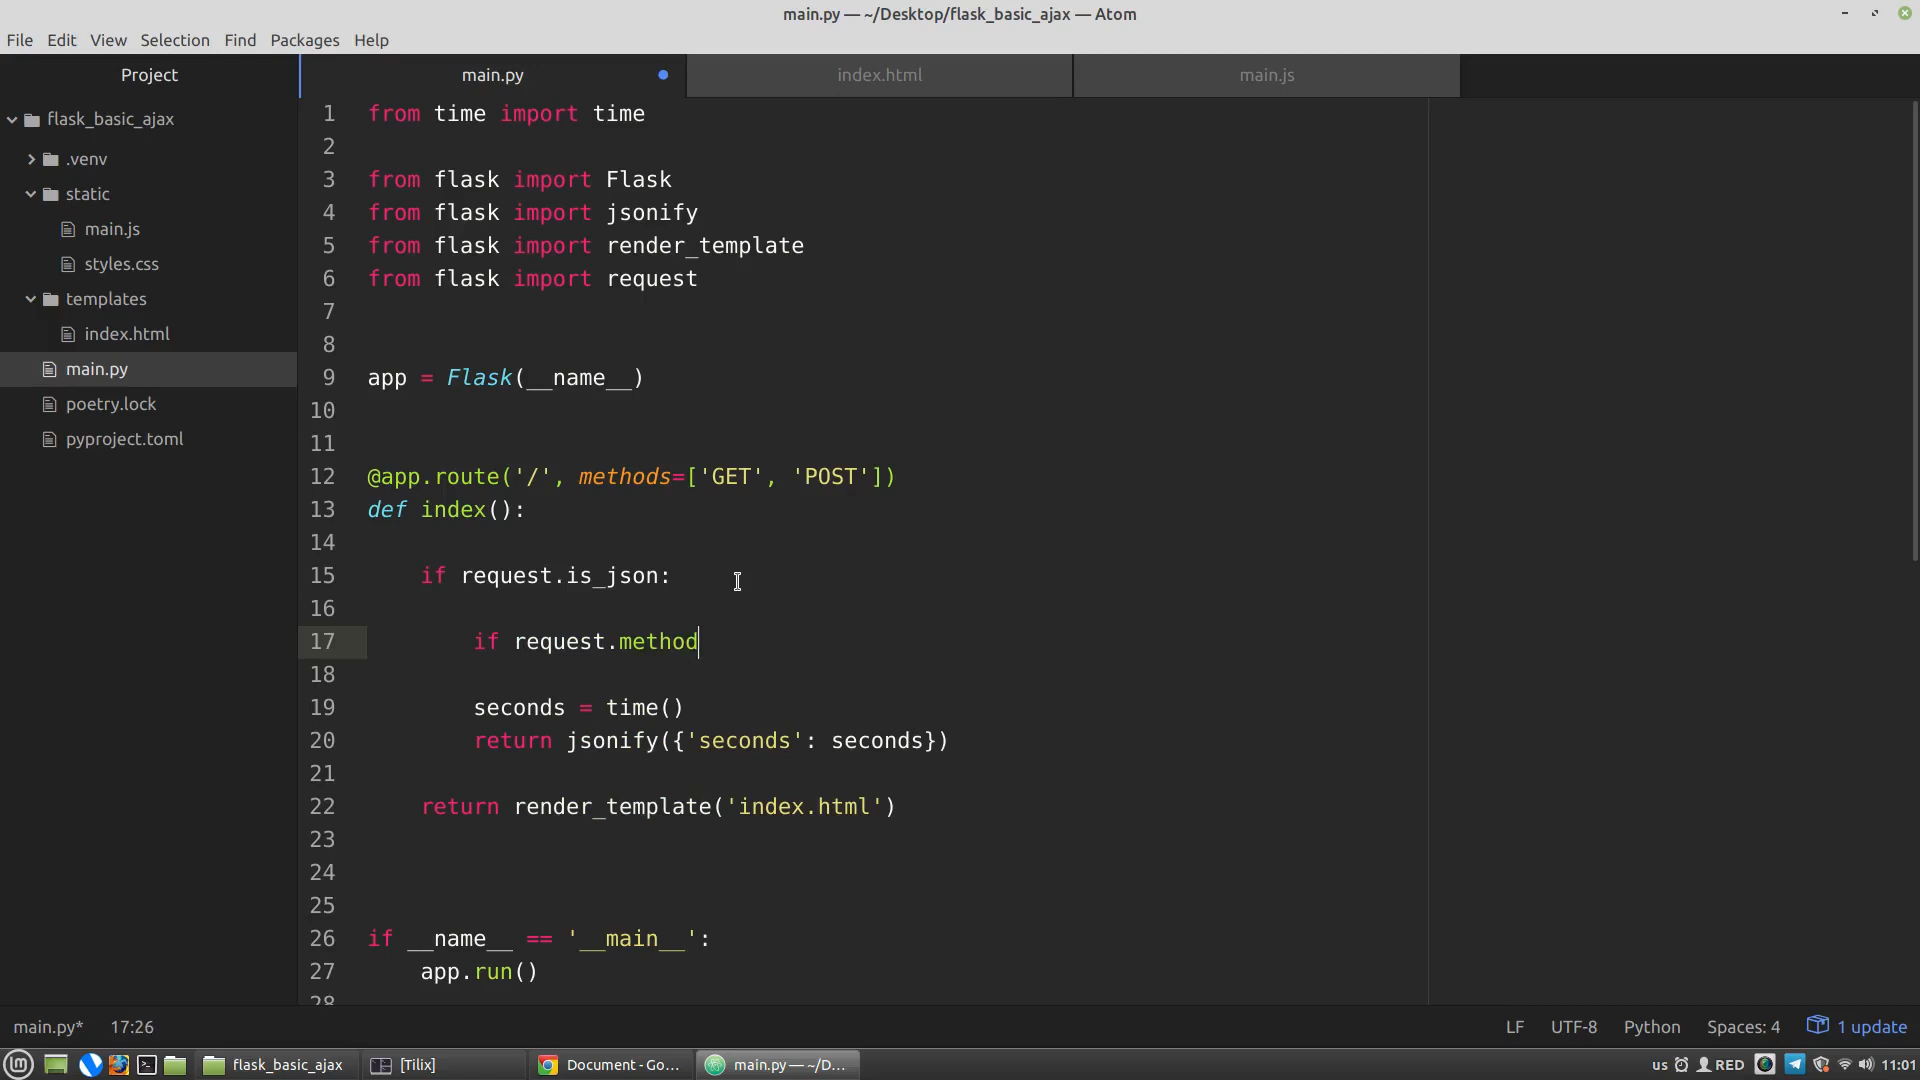 main.py — ~/Desktop/flask_basic_ajax — Atom
File Edit View Selection Find Packages Help
Project
flask_basic_ajax
.venv
static
main.js
styles.css
templates
index.html
main.py
poetry.lock
pyproject.toml
main.py index.html main.js
1 from time import time
2
3 from flask import Flask
4 from flask import jsonify
5 from flask import render_template
6 from flask import request
7
8
9 app = Flask(__name__)
10
11
12 @app.route('/', methods=['GET', 'POST'])
13 def index():
14
15 if request.is_json:
16
17 if request.method
18
19 seconds = time()
20 return jsonify({'seconds': seconds})
21
22 return render_template('index.html')
23
24
25
26 if __name__ == '__main__':
27 app.run()
28
main.py* 17:26 LF UTF-8 Python Spaces: 4 1 update
flask_basic_ajax [Tilix] Document - Go... main.py — ~/D... us RED 11:01